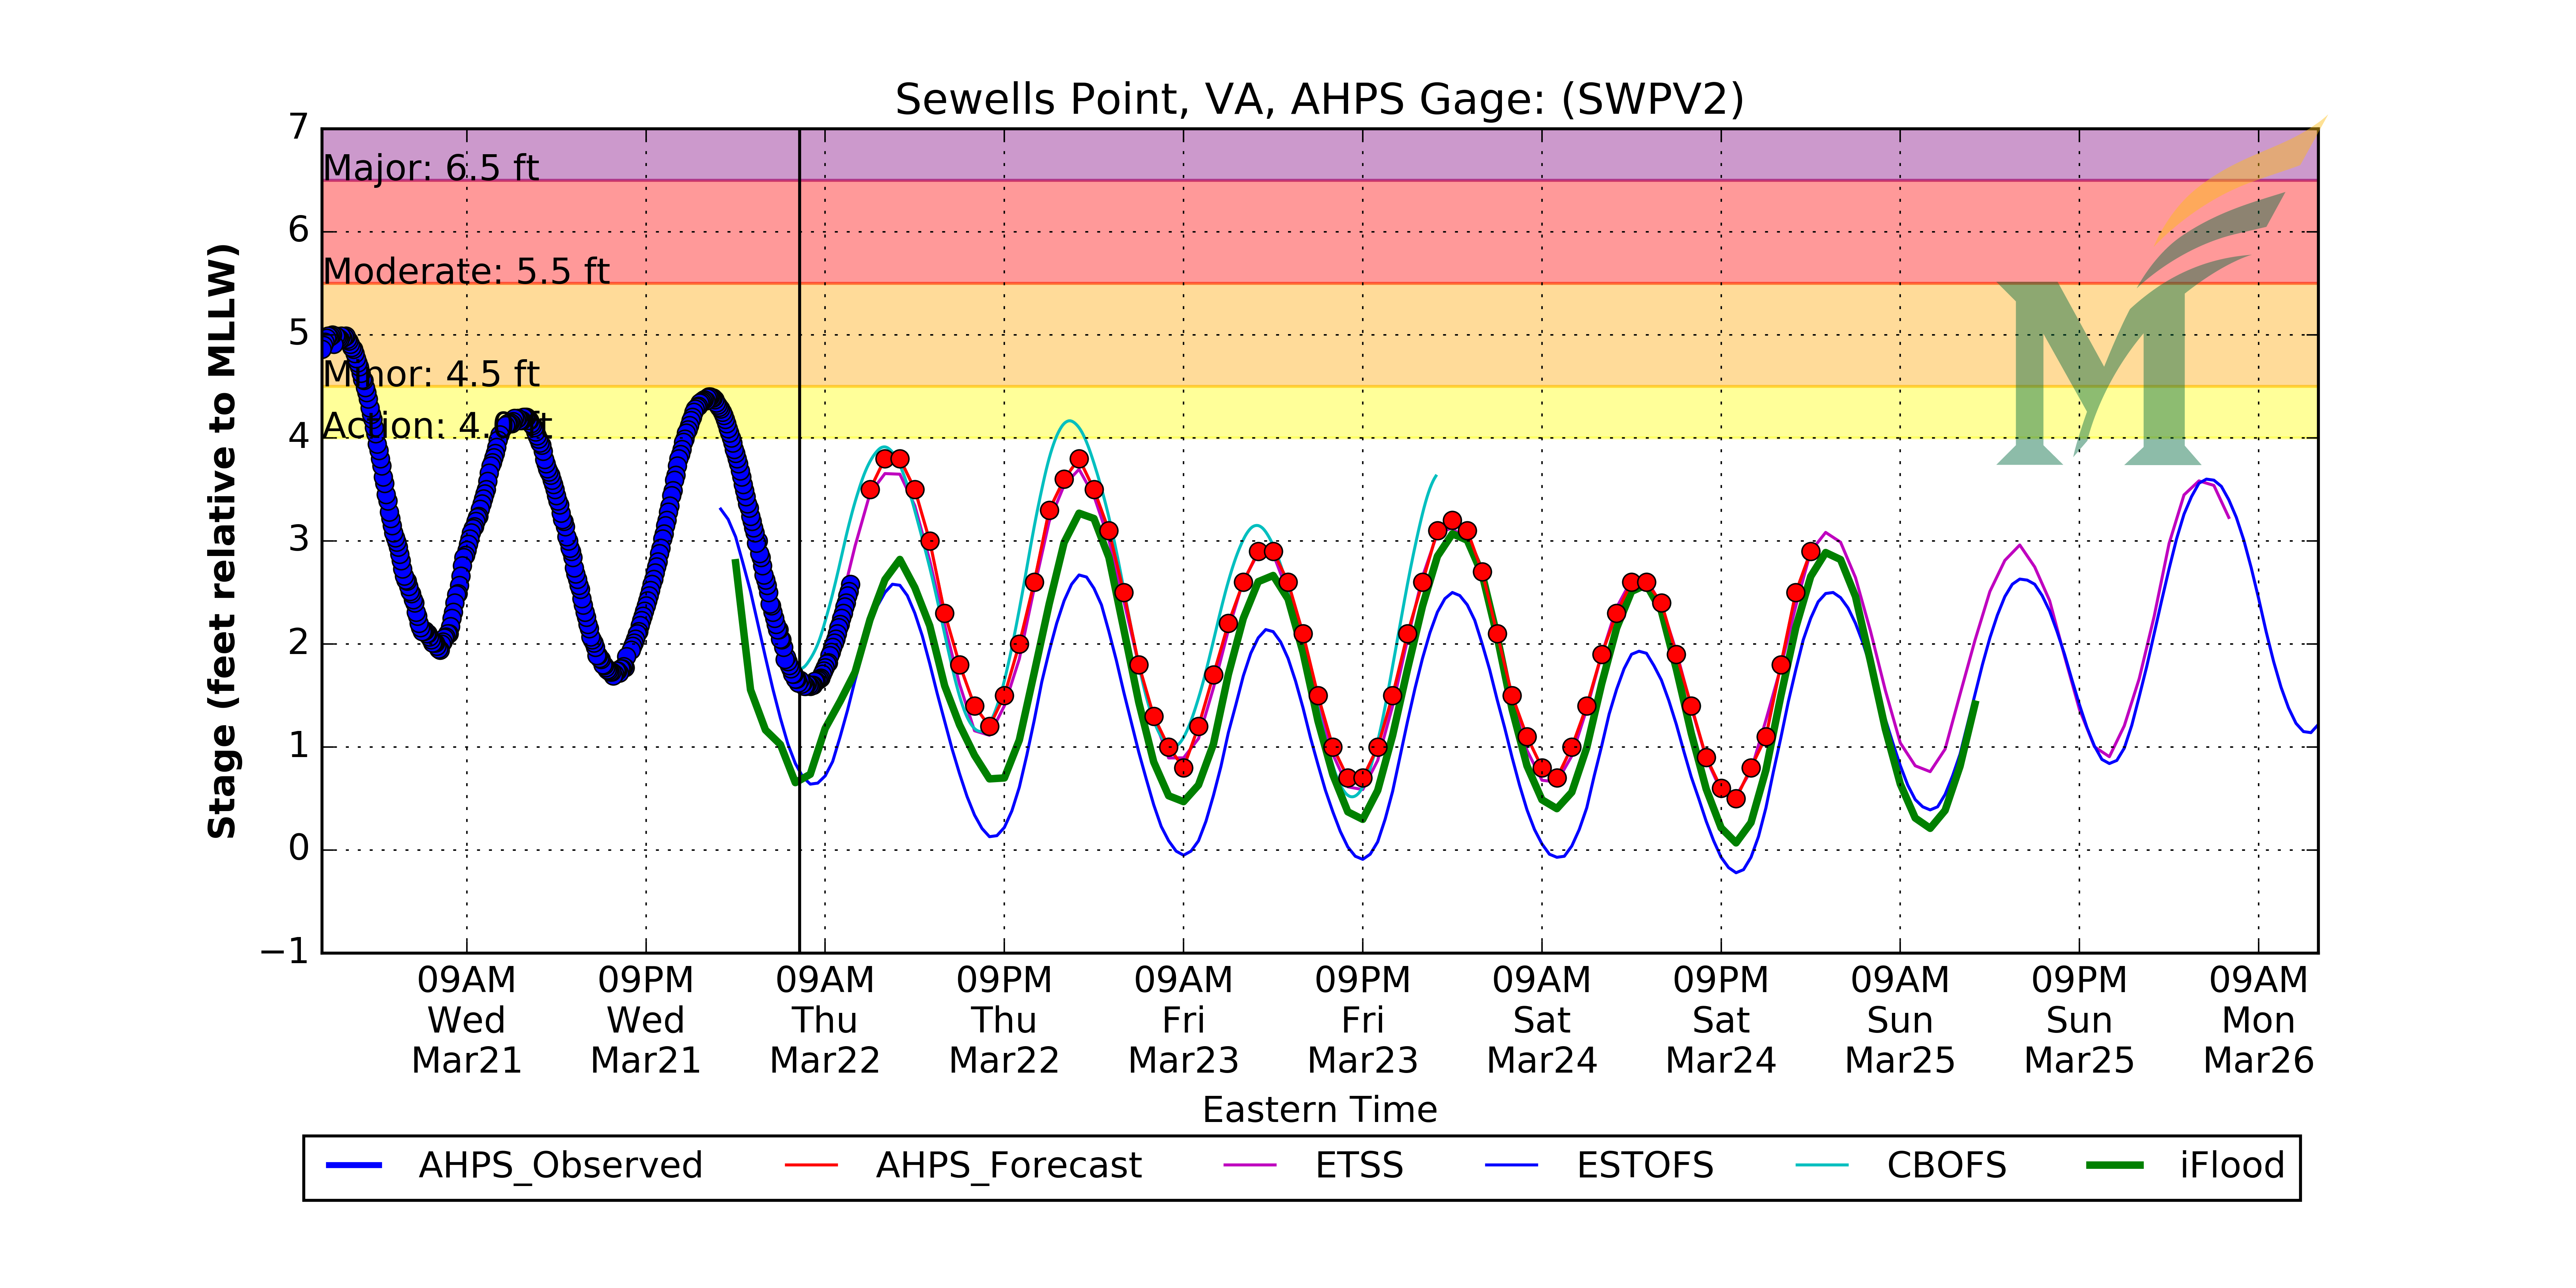 Sewells Point, VA, AHPS Gage: (SWPV2)
Stage (feet relative to MLLW)
7
6
5
4
3
2
1
0
−1
Major: 6.5 ft
Moderate: 5.5 ft
Minor: 4.5 ft
Action: 4.0 ft
M
09AM 09PM 09AM 09PM 09AM 09PM 09AM 09PM 09AM 09PM 09AM
Wed Wed Thu Thu Fri Fri Sat Sat Sun Sun Mon
Mar21 Mar21 Mar22 Mar22 Mar23 Mar23 Mar24 Mar24 Mar25 Mar25 Mar26
Eastern Time
AHPS_Observed AHPS_Forecast ETSS ESTOFS CBOFS iFlood